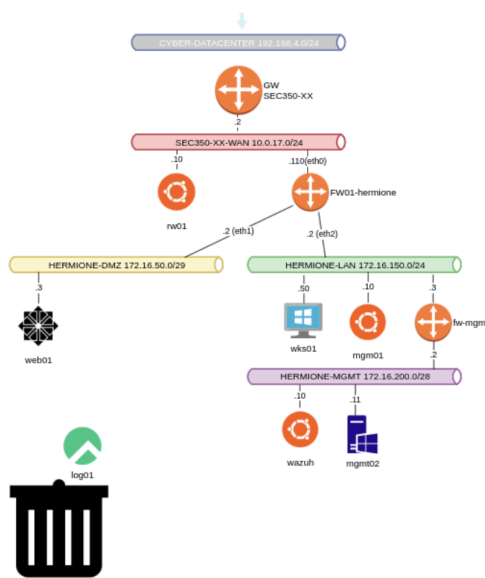 CYBER-DATACENTER 192.168.4.0/24
GW
SEC350-XX
.2
SEC350-XX-WAN 10.0.17.0/24
.10
.110(eth0)
FW01-hermione
rw01
.2 (eth1)
.2 (eth2)
HERMIONE-DMZ 172.16.50.0/29
HERMIONE-LAN 172.16.150.0/24
.3
.50
.10
.3
fw-mgm
web01
wks01
mgm01
.2
HERMIONE-MGMT 172.16.200.0/28
.10
.11
wazuh
mgmt02
log01